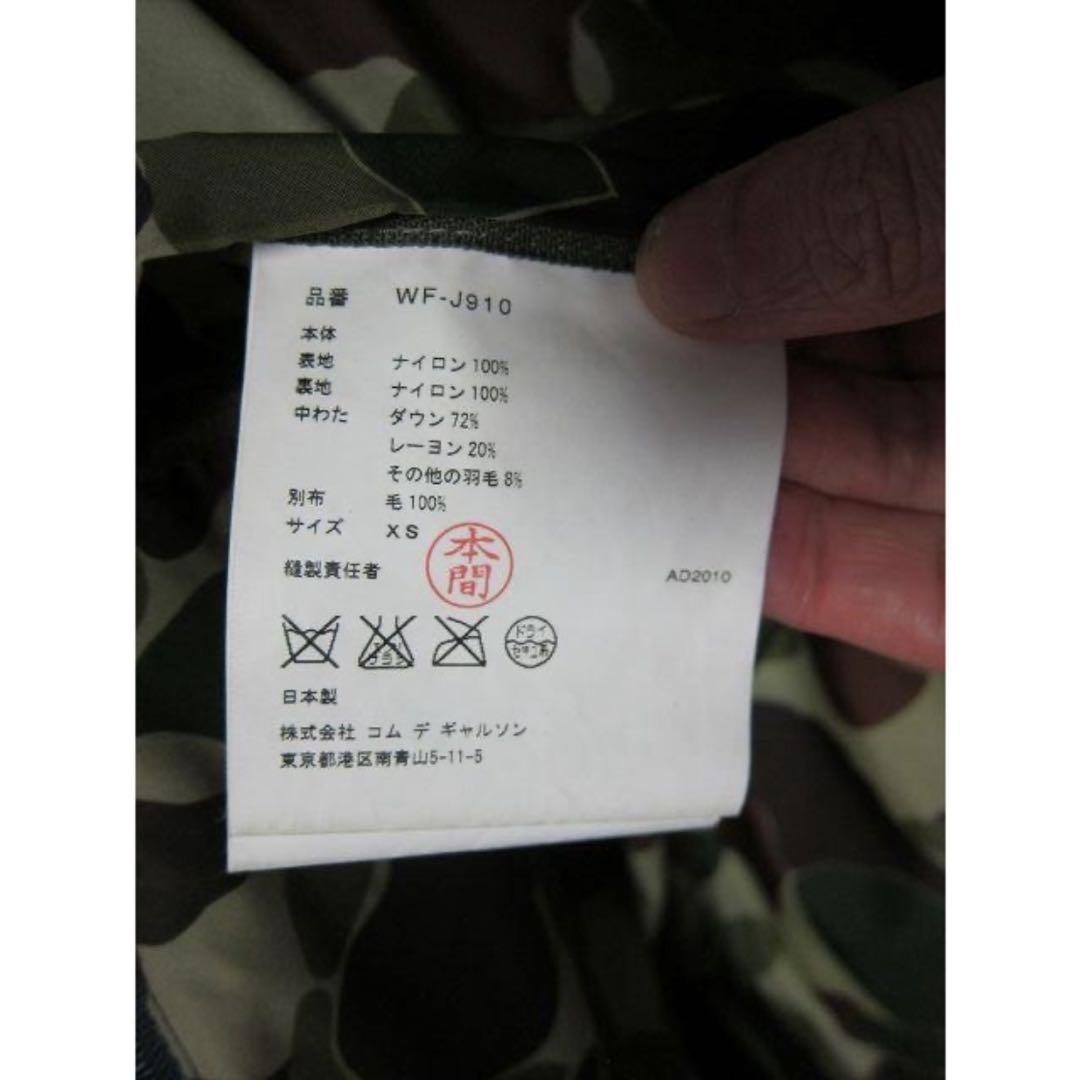 品番 WF-J910
本体
表地 ナイロン 100%
裏地 ナイロン 100%
中わた ダウン 72%
レーヨン 20%
その他の羽毛 8%
別布 毛 100%
サイズ XS
本間
縫製責任者
AD2010
ドライ
セキユ系
日本製
株式会社 コム デ ギャルソン
東京都港区南青山5-11-5